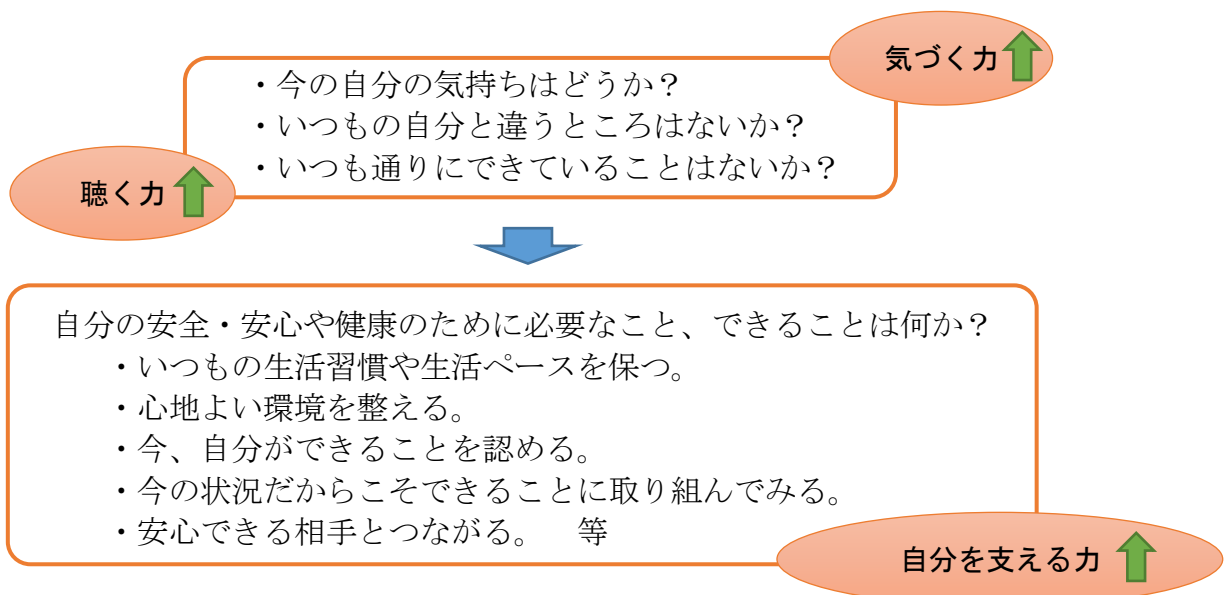 気づく力
・今の自分の気持ちはどうか？
・いつもの自分と違うところはないか？
・いつも通りにできていることはないか？
聴く力
自分の安全・安心や健康のために必要なこと、できることは何か？
・いつもの生活習慣や生活ペースを保つ。
・心地よい環境を整える。
・今、自分ができることを認める。
・今の状況だからこそできることに取り組んでみる。
・安心できる相手とつながる。　等
自分を支える力